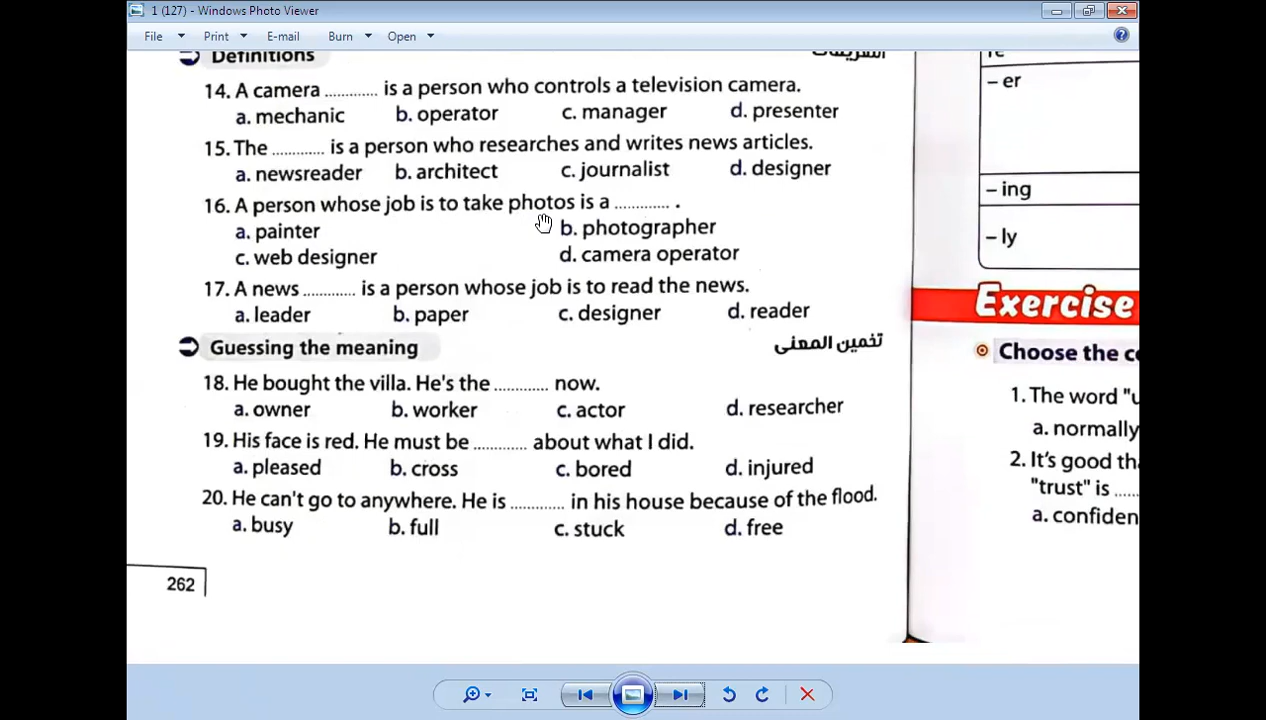 1 (127) - Windows Photo Viewer
File Print E-mail Burn Open
Definitions التعريفات
14. A camera ............ is a person who controls a television camera.
a. mechanic b. operator c. manager d. presenter
15. The ............ is a person who researches and writes news articles.
a. newsreader b. architect c. journalist d. designer
16. A person whose job is to take photos is a ............ .
a. painter b. photographer
c. web designer d. camera operator
17. A news ............ is a person whose job is to read the news.
a. leader b. paper c. designer d. reader
Guessing the meaning تخمين المعنى
18. He bought the villa. He's the ............ now.
a. owner b. worker c. actor d. researcher
19. His face is red. He must be ............ about what I did.
a. pleased b. cross c. bored d. injured
20. He can't go to anywhere. He is ............ in his house because of the flood.
a. busy b. full c. stuck d. free
262
– er
– ing
– ly
Exercise
Choose the c
1. The word "u
a. normally
2. It's good th
"trust" is ......
a. confiden